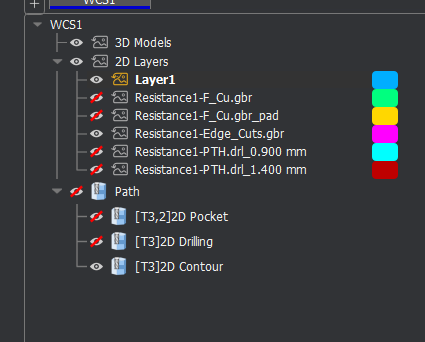 WCS1
WCS1
3D Models
2D Layers
Layer1
Resistance1-F_Cu.gbr
Resistance1-F_Cu.gbr_pad
Resistance1-Edge_Cuts.gbr
Resistance1-PTH.drl_0.900 mm
Resistance1-PTH.drl_1.400 mm
Path
[T3,2]2D Pocket
[T3]2D Drilling
[T3]2D Contour